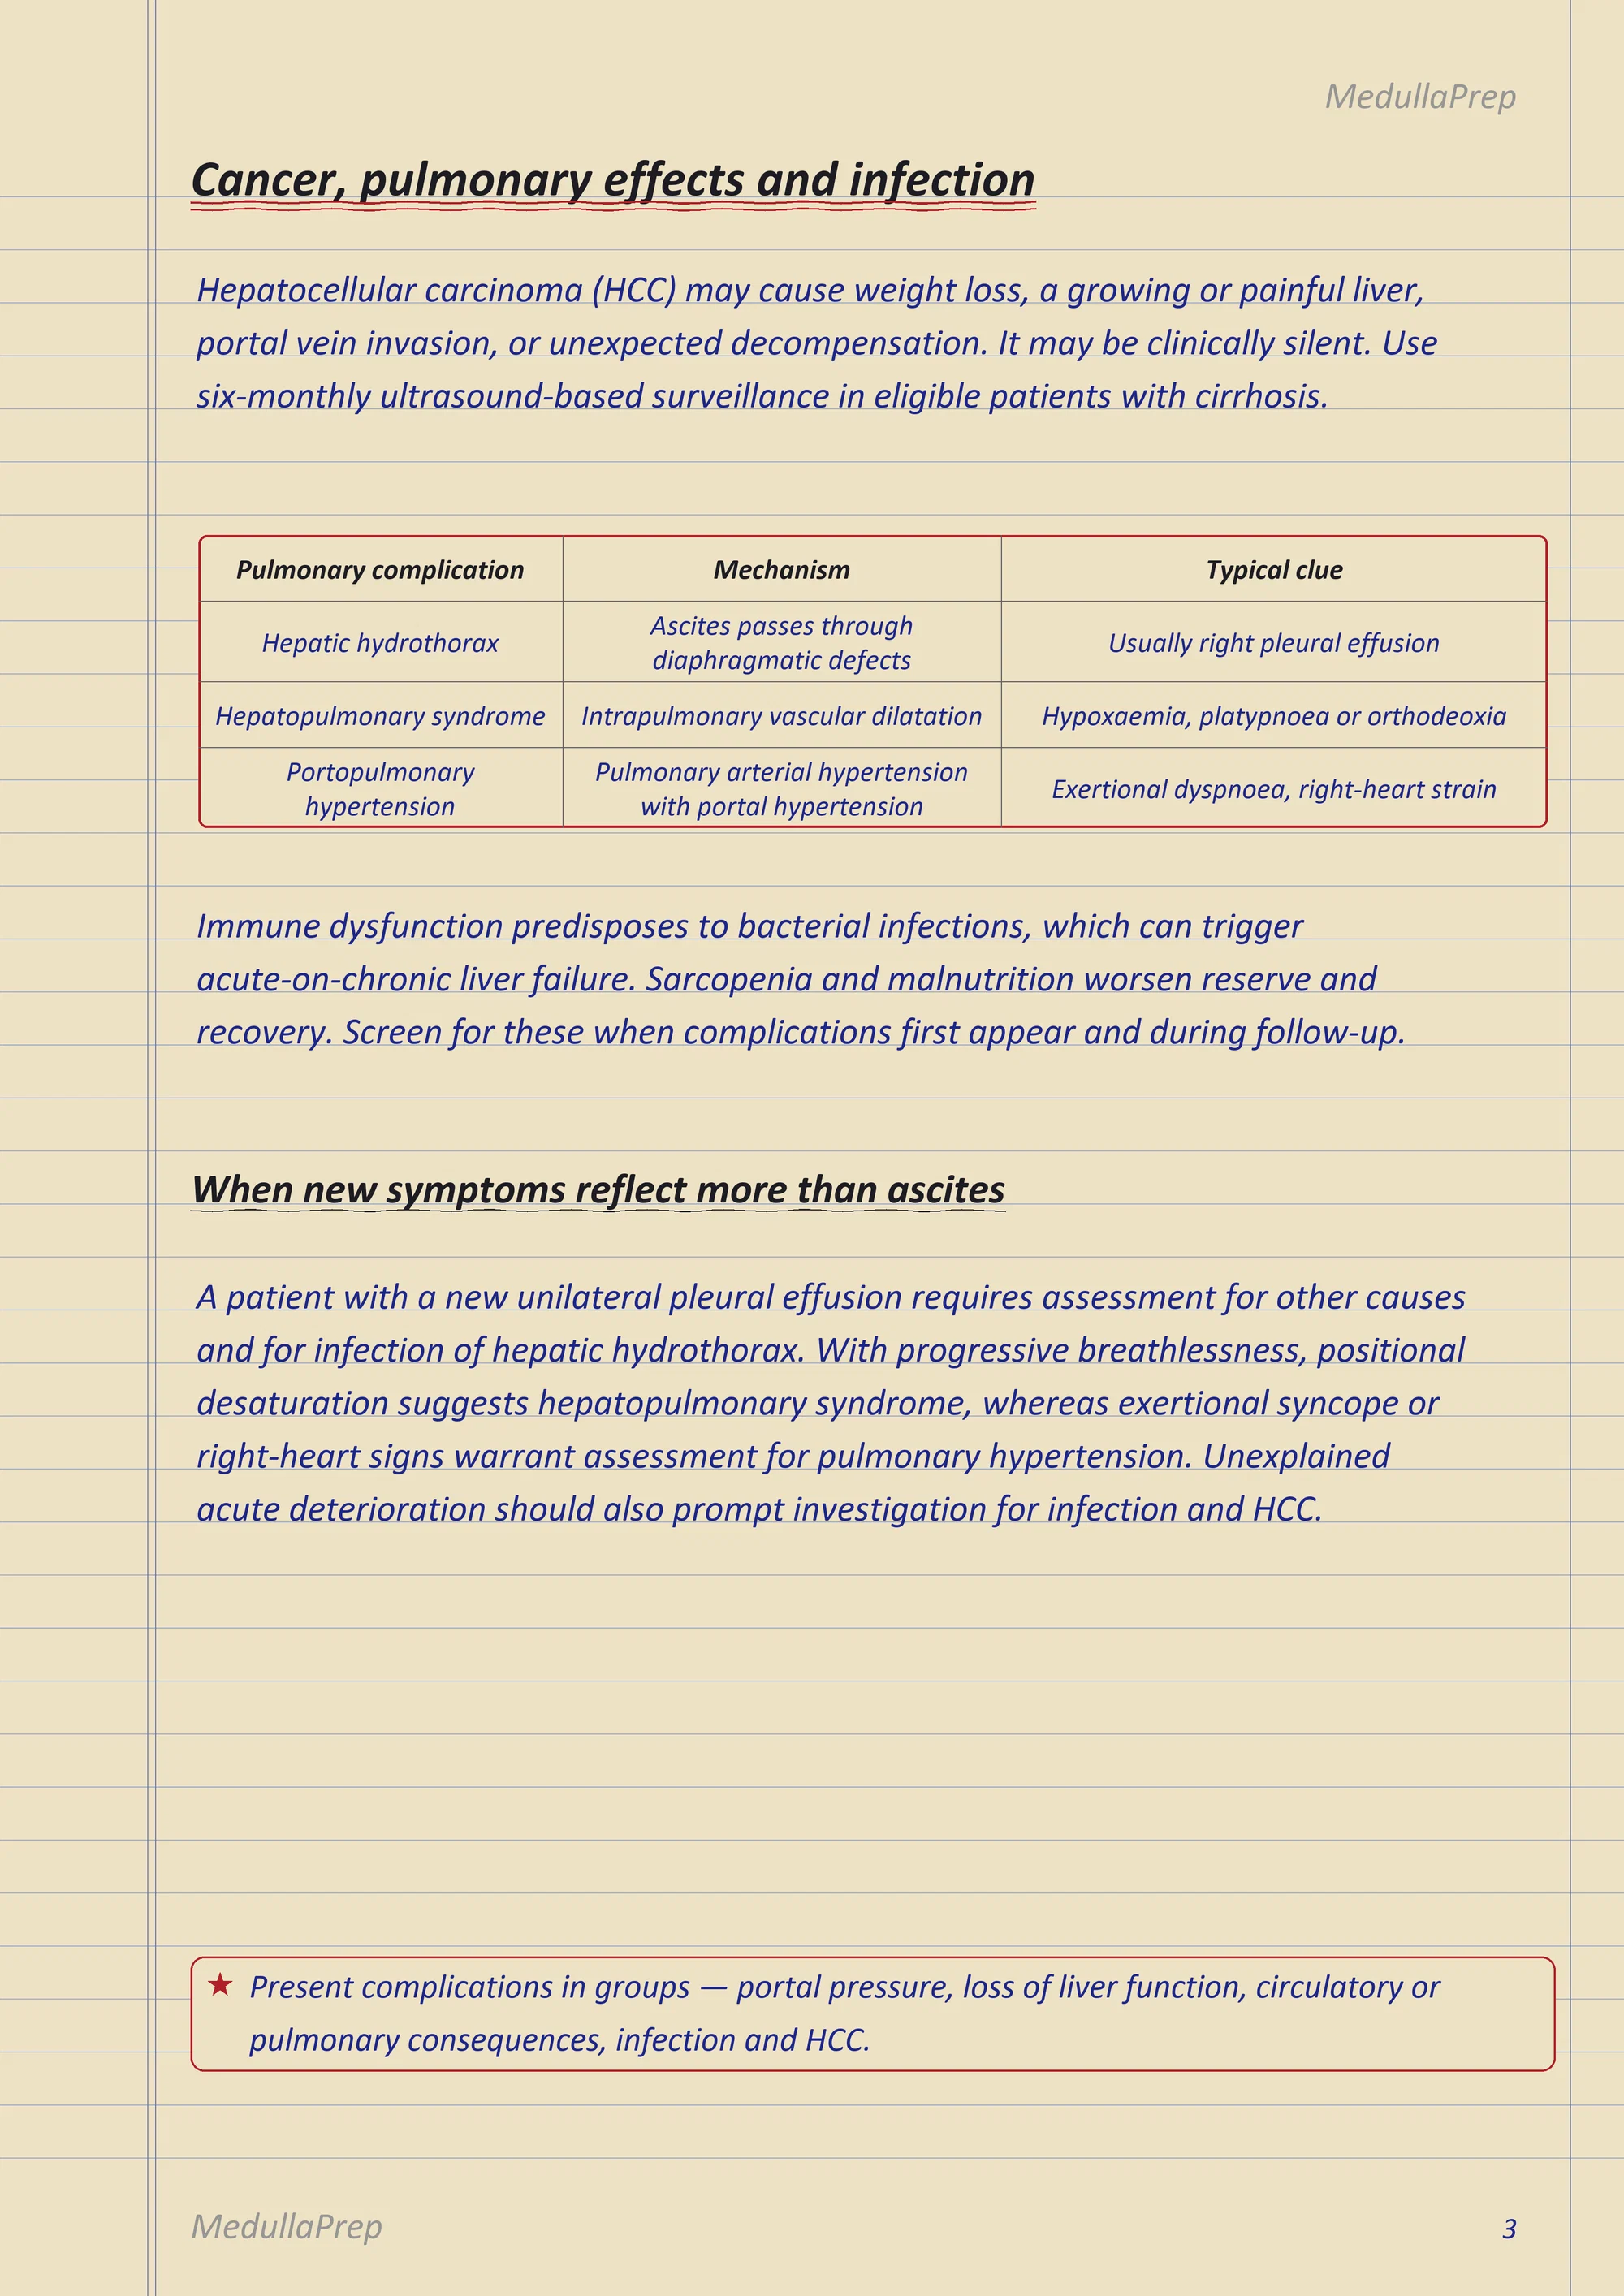 MedullaPrep
Cancer, pulmonary effects and infection
Hepatocellular carcinoma (HCC) may cause weight loss, a growing or painful liver,
portal vein invasion, or unexpected decompensation. It may be clinically silent. Use
six-monthly ultrasound-based surveillance in eligible patients with cirrhosis.
Pulmonary complication Mechanism Typical clue
Hepatic hydrothorax Ascites passes through diaphragmatic defects Usually right pleural effusion
Hepatopulmonary syndrome Intrapulmonary vascular dilatation Hypoxaemia, platypnoea or orthodeoxia
Portopulmonary hypertension Pulmonary arterial hypertension with portal hypertension Exertional dyspnoea, right-heart strain
Immune dysfunction predisposes to bacterial infections, which can trigger
acute-on-chronic liver failure. Sarcopenia and malnutrition worsen reserve and
recovery. Screen for these when complications first appear and during follow-up.
When new symptoms reflect more than ascites
A patient with a new unilateral pleural effusion requires assessment for other causes
and for infection of hepatic hydrothorax. With progressive breathlessness, positional
desaturation suggests hepatopulmonary syndrome, whereas exertional syncope or
right-heart signs warrant assessment for pulmonary hypertension. Unexplained
acute deterioration should also prompt investigation for infection and HCC.
★ Present complications in groups — portal pressure, loss of liver function, circulatory or
pulmonary consequences, infection and HCC.
MedullaPrep 3